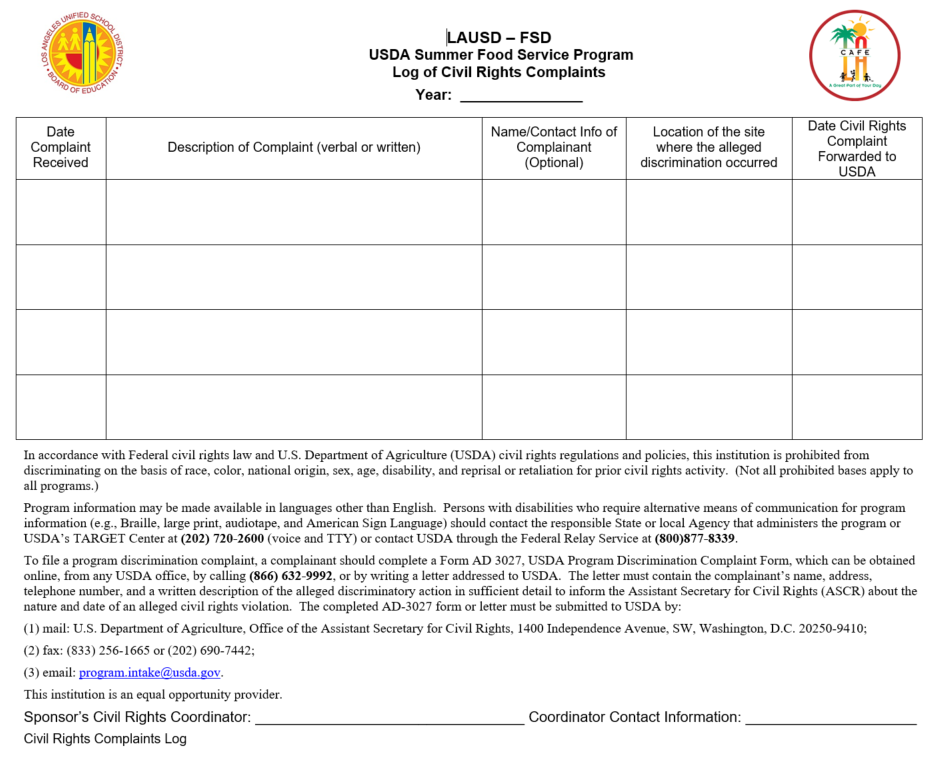 LOS ANGELES UNIFIED SCHOOL DISTRICT
BOARD OF EDUCATION
LAUSD – FSD
USDA Summer Food Service Program
Log of Civil Rights Complaints
Year: _______________
CAFE
LA
A Great Part of Your Day
Date Complaint Received
Description of Complaint (verbal or written)
Name/Contact Info of Complainant (Optional)
Location of the site where the alleged discrimination occurred
Date Civil Rights Complaint Forwarded to USDA
In accordance with Federal civil rights law and U.S. Department of Agriculture (USDA) civil rights regulations and policies, this institution is prohibited from
discriminating on the basis of race, color, national origin, sex, age, disability, and reprisal or retaliation for prior civil rights activity.  (Not all prohibited bases apply to
all programs.)
Program information may be made available in languages other than English.  Persons with disabilities who require alternative means of communication for program
information (e.g., Braille, large print, audiotape, and American Sign Language) should contact the responsible State or local Agency that administers the program or
USDA's TARGET Center at (202) 720-2600 (voice and TTY) or contact USDA through the Federal Relay Service at (800)877-8339.
To file a program discrimination complaint, a complainant should complete a Form AD 3027, USDA Program Discrimination Complaint Form, which can be obtained
online, from any USDA office, by calling (866) 632-9992, or by writing a letter addressed to USDA.  The letter must contain the complainant's name, address,
telephone number, and a written description of the alleged discriminatory action in sufficient detail to inform the Assistant Secretary for Civil Rights (ASCR) about the
nature and date of an alleged civil rights violation.  The completed AD-3027 form or letter must be submitted to USDA by:
(1) mail: U.S. Department of Agriculture, Office of the Assistant Secretary for Civil Rights, 1400 Independence Avenue, SW, Washington, D.C. 20250-9410;
(2) fax: (833) 256-1665 or (202) 690-7442;
(3) email: program.intake@usda.gov.
This institution is an equal opportunity provider.
Sponsor's Civil Rights Coordinator: _________________________________ Coordinator Contact Information: _____________________
Civil Rights Complaints Log